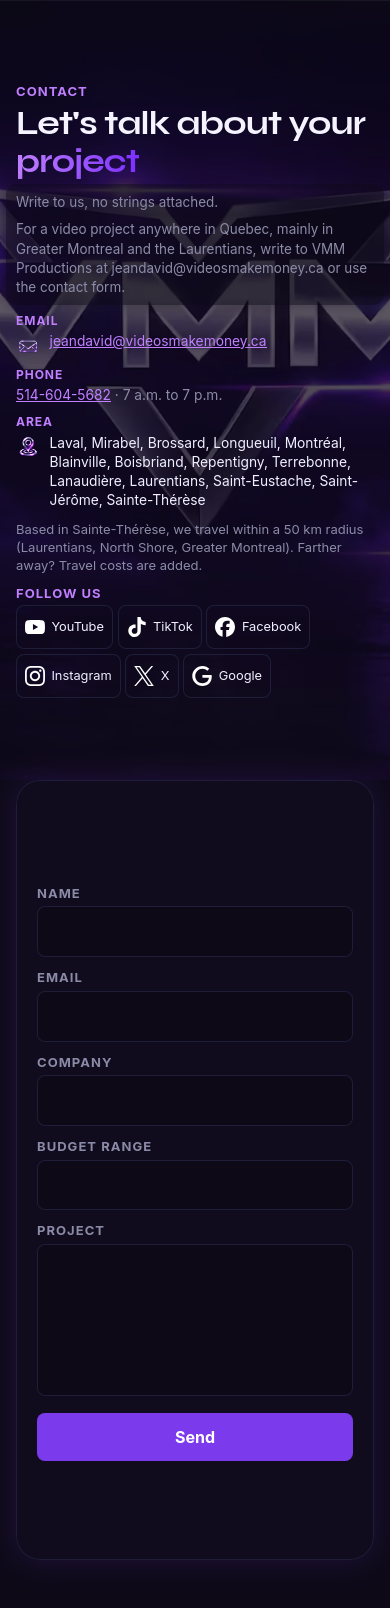 CONTACT
Let's talk about your
project
Write to us, no strings attached.
For a video project anywhere in Quebec, mainly in
Greater Montreal and the Laurentians, write to VMM
Productions at jeandavid@videosmakemoney.ca or use
the contact form.
EMAIL
jeandavid@videosmakemoney.ca
PHONE
514-604-5682 · 7 a.m. to 7 p.m.
AREA
Laval, Mirabel, Brossard, Longueuil, Montréal,
Blainville, Boisbriand, Repentigny, Terrebonne,
Lanaudière, Laurentians, Saint-Eustache, Saint-
Jérôme, Sainte-Thérèse
Based in Sainte-Thérèse, we travel within a 50 km radius
(Laurentians, North Shore, Greater Montreal). Farther
away? Travel costs are added.
FOLLOW US
YouTube TikTok Facebook
Instagram X Google
NAME
EMAIL
COMPANY
BUDGET RANGE
PROJECT
Send